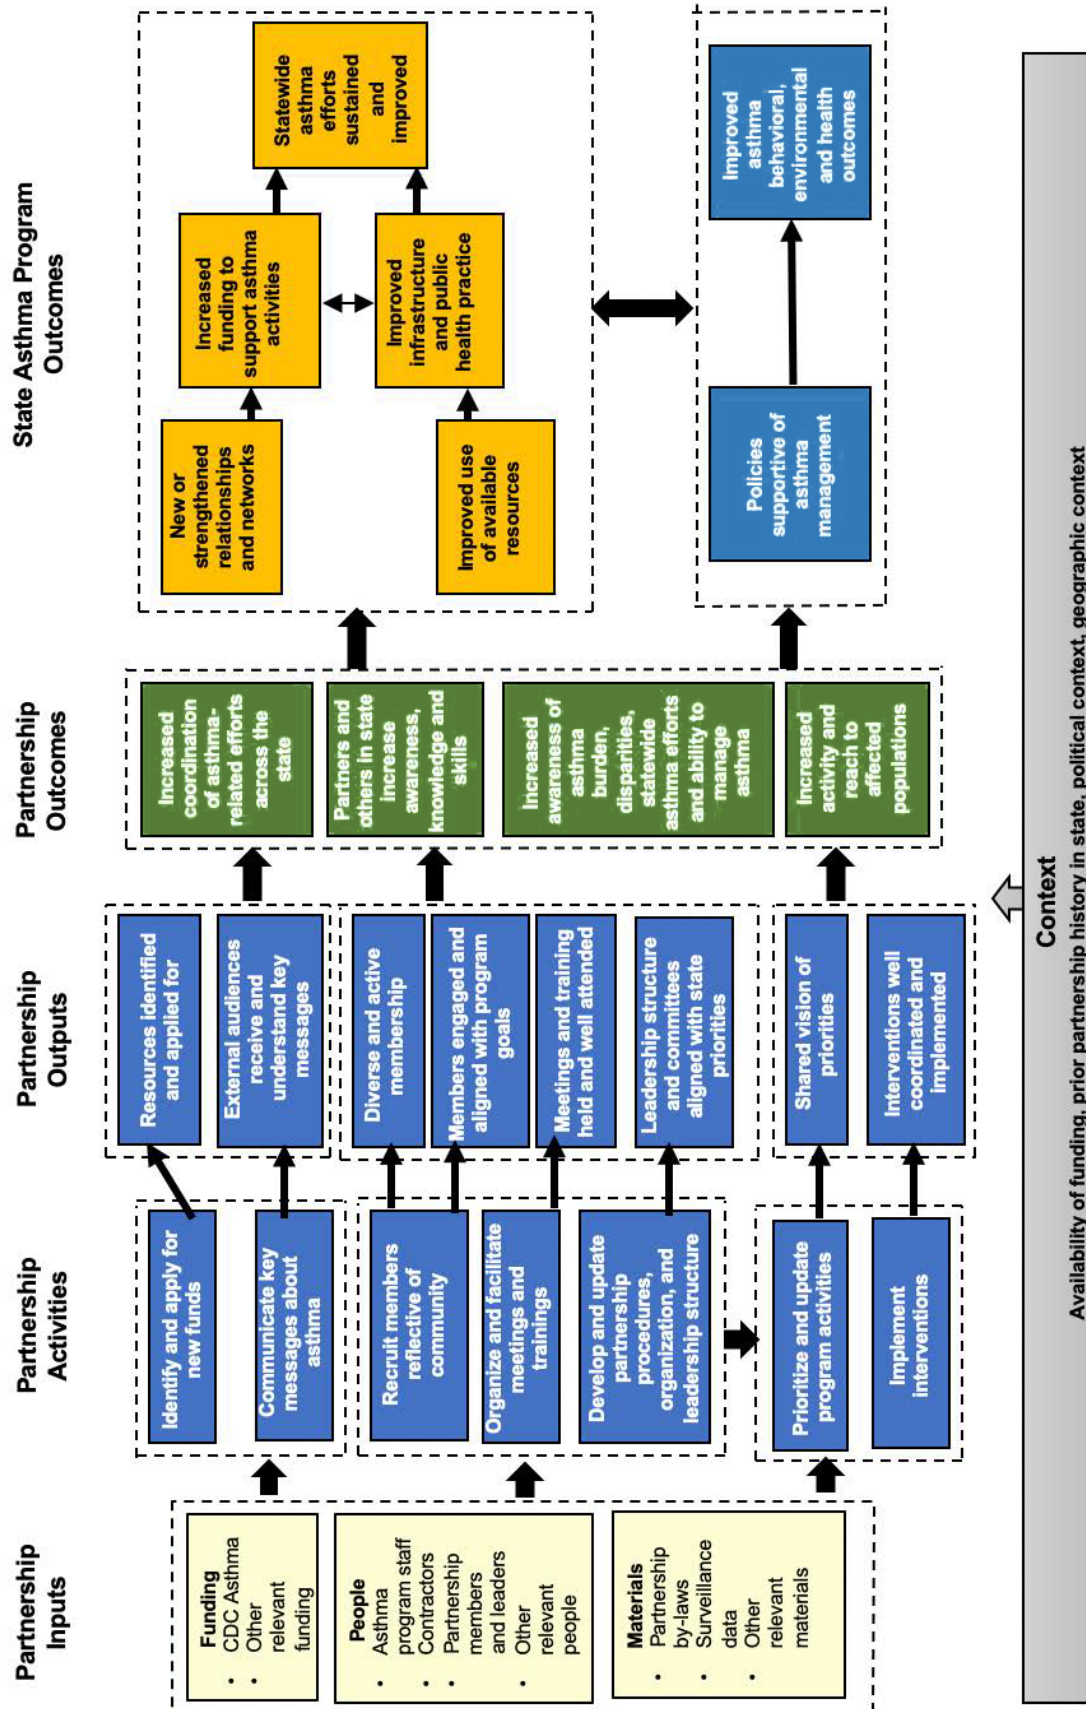 Partnership
Inputs
Funding
• CDC Asthma
• Other
relevant
funding
People
• Asthma
program staff
• Contractors
• Partnership
members
and leaders
• Other
relevant
people
Materials
• Partnership
by-laws
• Surveillance
data
• Other
relevant
materials
Partnership
Activities
Identify and apply for
new funds
Communicate key
messages about
asthma
Recruit members
reflective of
community
Organize and facilitate
meetings and
trainings
Develop and update
partnership
procedures,
organization, and
leadership structure
Prioritize and update
program activities
Implement
interventions
Partnership
Outputs
Resources identified
and applied for
External audiences
receive and
understand key
messages
Diverse and active
membership
Members engaged and
aligned with program
goals
Meetings and training
held and well attended
Leadership structure
and committees
aligned with state
priorities
Shared vision of
priorities
Interventions well
coordinated and
implemented
Partnership
Outcomes
Increased
coordination
of asthma-
related efforts
across the
state
Partners and
others in state
increase
awareness,
knowledge and
skills
Increased
awareness of
asthma
burden,
disparities,
statewide
asthma efforts
and ability to
manage
asthma
Increased
activity and
reach to
affected
populations
State Asthma Program
Outcomes
New or
strengthened
relationships
and networks
Increased
funding to
support asthma
activities
Statewide
asthma
efforts
sustained
and
improved
Improved use
of available
resources
Improved
infrastructure
and public
health practice
Policies
supportive of
asthma
management
Improved
asthma
behavioral,
environmental
and health
outcomes
Context
Availability of funding, prior partnership history in state, political context, geographic context